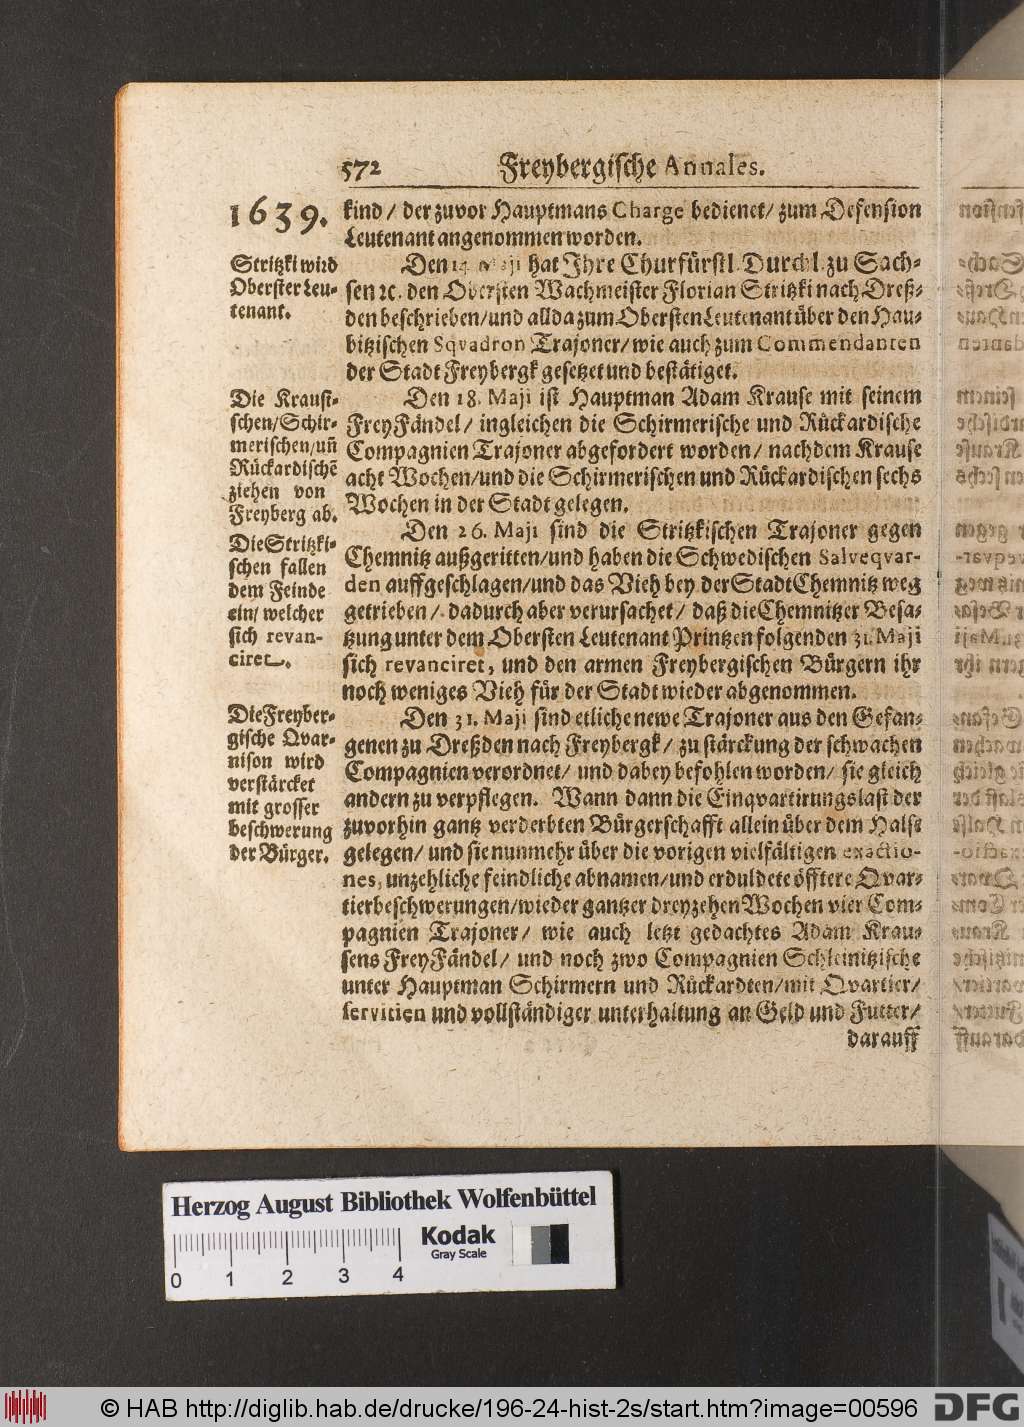 572 Freybergische Annales.
1639.
kind / der zuvor Hauptmans Charge bedienet / zum Defension
Leutenant angenommen worden.
Stritzki wird
Oberster Leu-
tenant.
Den 14. Maji hat Ihre Churfürstl. Durchl. zu Sach-
sen ꝛc. den Obersten Wachmeister Florian Stritzki nach Dreß-
den beschrieben / und allda zum Obersten Leutenant über den Hau-
bitzischen Sqvadron Trajoner / wie auch zum Commendanten
der Stadt Freybergk gesetzet und bestätiget.
Die Krausi-
schen / Schir-
merischen / uñ
Rückardischē
ziehen von
Freyberg ab.
Den 18. Maji ist Hauptman Adam Krause mit seinem
FreyFändel / ingleichen die Schirmerische und Rückardische
Compagnien Trajoner abgefordert worden / nachdem Krause
acht Wochen / und die Schirmerischen und Rückardischen sechs
Wochen in der Stadt gelegen.
Die Stritzki-
schen fallen
dem Feinde
ein / welcher
sich revan-
ciret.
Den 26. Maji sind die Stritzkischen Trajoner gegen
Chemnitz außgeritten / und haben die Schwedischen Salveqvar-
den auffgeschlagen / und das Vieh bey der Stadt Chemnitz weg
getrieben / dadurch aber verursachet / daß die Chemnitzer Besa-
tzung unter dem Obersten Leutenant Printzen folgenden 31. Maji
sich revanciret, und den armen Freybergischen Bürgern ihr
noch weniges Vieh für der Stadt wieder abgenommen.
Die Freyber-
gische Qvar-
nison wird
verstärcket
mit grosser
beschwerung
der Bürger.
Den 31. Maji sind etliche newe Trajoner aus den Gefan-
genen zu Dreßden nach Freybergk / zu stärckung der schwachen
Compagnien verordnet / und dabey befohlen worden / sie gleich
andern zu verpflegen. Wann dann die Einqvartirungslast der
zuvorhin gantz verderbten Bürgerschafft allein über dem Halse
gelegen / und sie nunmehr über die vorigen vielfältigen exactio-
nes, unzehliche feindliche abnamen / und erduldete öfftere Qvar-
tierbeschwerungen / wieder gantzer dreyzehen Wochen vier Com-
pagnien Trajoner / wie auch letzt gedachtes Adam Krau-
sens FreyFändel / und noch zwo Compagnien Schleinitzische
unter Hauptman Schirmern und Rückardten / mit Qvartier /
servitien und vollständiger unterhaltung an Geld und Futter /
darauff
Herzog August Bibliothek Wolfenbüttel
0 1 2 3 4
Kodak
Gray Scale
© HAB http://diglib.hab.de/drucke/196-24-hist-2s/start.htm?image=00596
DFG